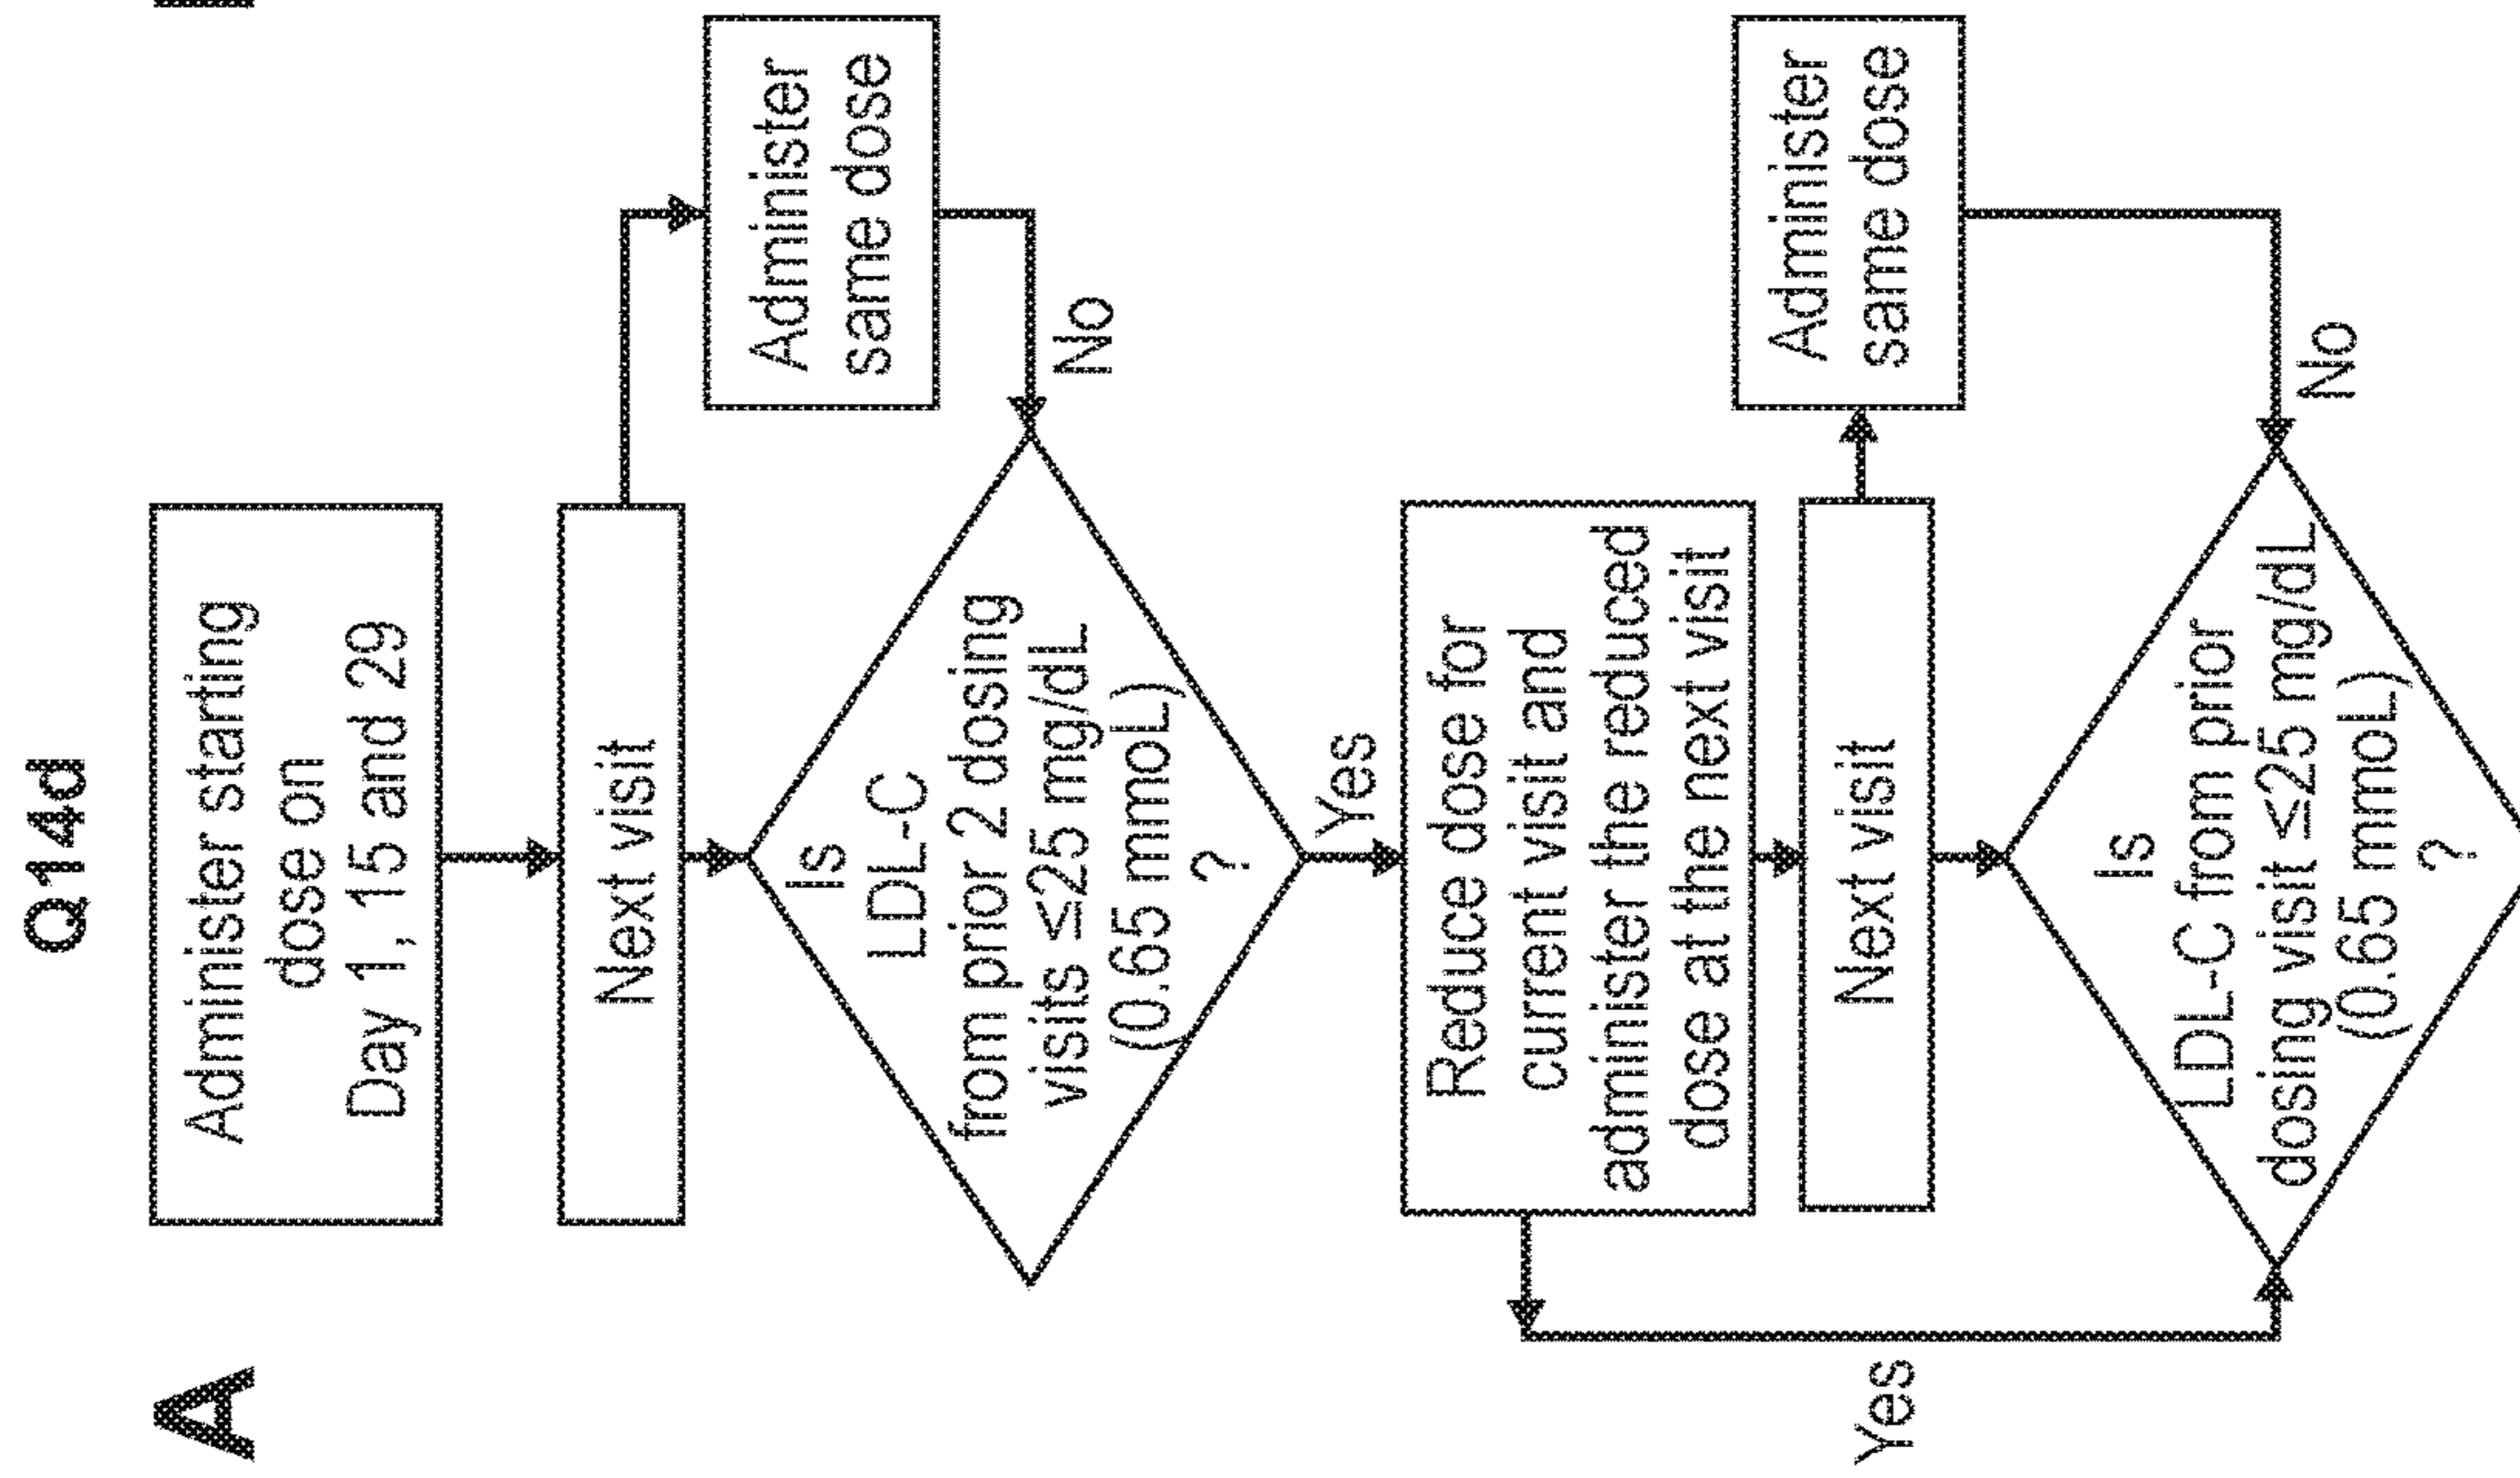 Q14d
A
Administer starting
dose on
Day 1, 15 and 29
Next visit
Administer
same dose
Is
LDL-C
from prior 2 dosing
visits ≤25 mg/dL
(0.65 mmoL)
?
No
Yes
Reduce dose for
current visit and
administer the reduced
dose at the next visit
Next visit
Administer
same dose
Yes
Is
LDL-C from prior
dosing visit ≤25 mg/dL
(0.65 mmoL)
?
No